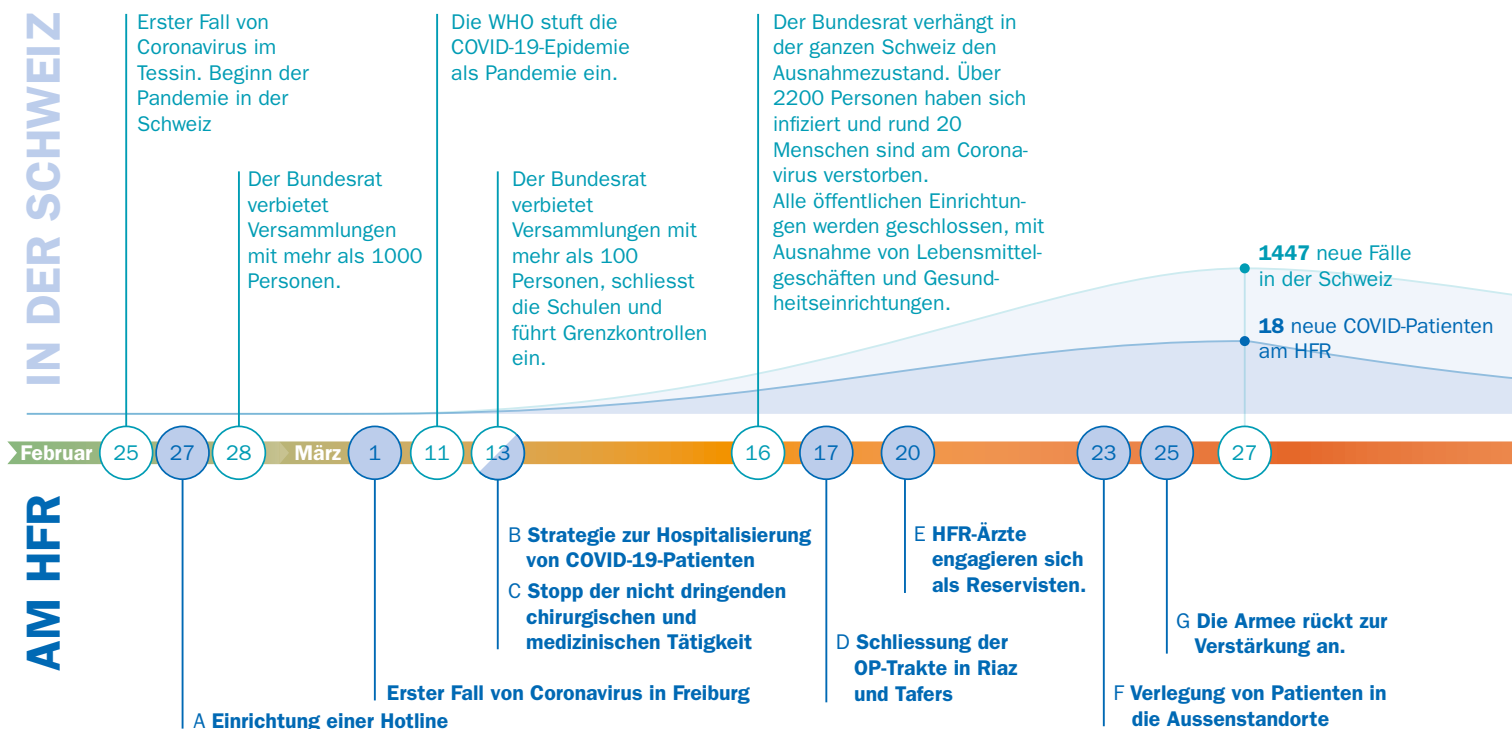 IN DER SCHWEIZ
Erster Fall von
Coronavirus im
Tessin. Beginn der
Pandemie in der
Schweiz
Der Bundesrat
verbietet
Versammlungen
mit mehr als 1000
Personen.
Die WHO stuft die
COVID-19-Epidemie
als Pandemie ein.
Der Bundesrat
verbietet
Versammlungen mit
mehr als 100
Personen, schliesst
die Schulen und
führt Grenzkontrollen
ein.
Der Bundesrat verhängt in
der ganzen Schweiz den
Ausnahmezustand. Über
2200 Personen haben sich
infiziert und rund 20
Menschen sind am Corona-
virus verstorben.
Alle öffentlichen Einrichtun-
gen werden geschlossen, mit
Ausnahme von Lebensmittel-
geschäften und Gesund-
heitseinrichtungen.
1447 neue Fälle
in der Schweiz
18 neue COVID-Patienten
am HFR
Februar 25 27 28 März 1 11 13 16 17 20 23 25 27
AM HFR
A Einrichtung einer Hotline
Erster Fall von Coronavirus in Freiburg
B Strategie zur Hospitalisierung
von COVID-19-Patienten
C Stopp der nicht dringenden
chirurgischen und
medizinischen Tätigkeit
D Schliessung der
OP-Trakte in Riaz
und Tafers
E HFR-Ärzte
engagieren sich
als Reservisten.
F Verlegung von Patienten in
die Aussenstandorte
G Die Armee rückt zur
Verstärkung an.